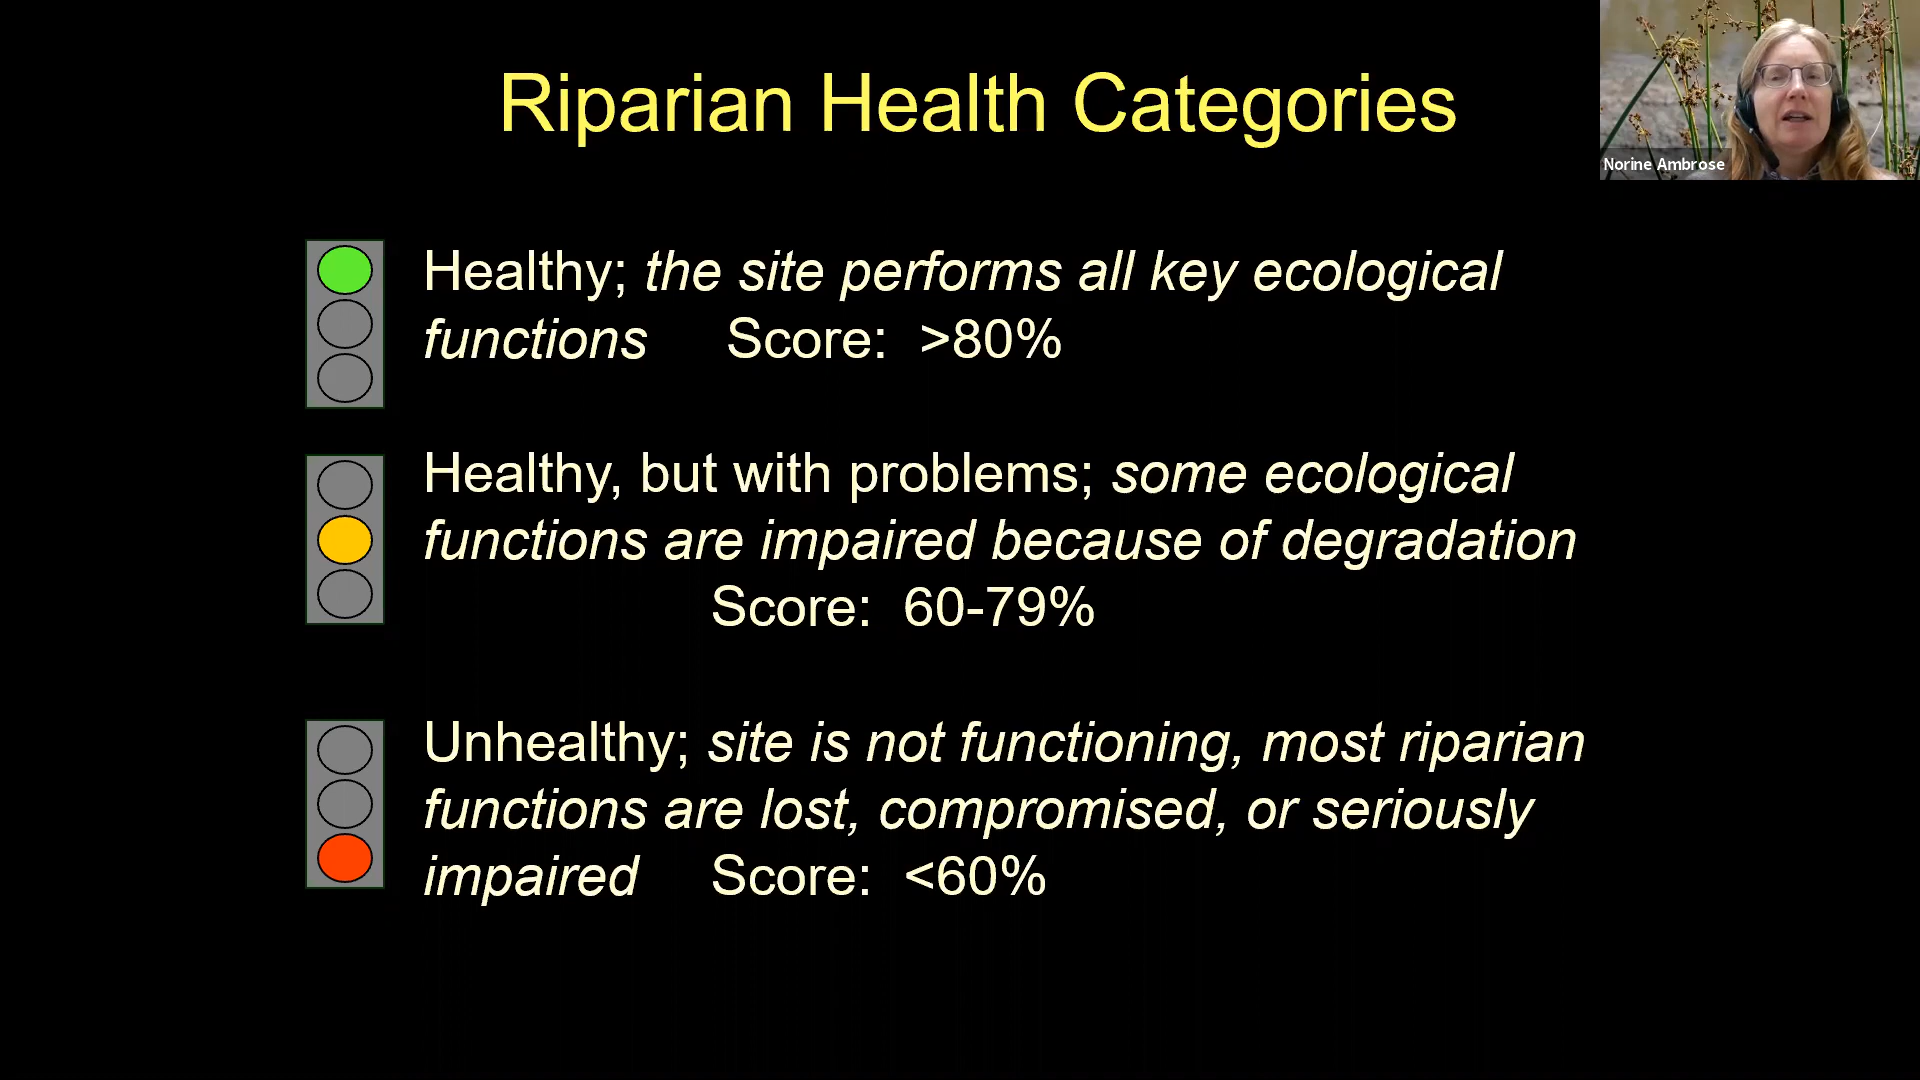 Riparian Health Categories
Norine Ambrose
Healthy; the site performs all key ecological
functions Score: >80%
Healthy, but with problems; some ecological
functions are impaired because of degradation
Score: 60-79%
Unhealthy; site is not functioning, most riparian
functions are lost, compromised, or seriously
impaired Score: <60%